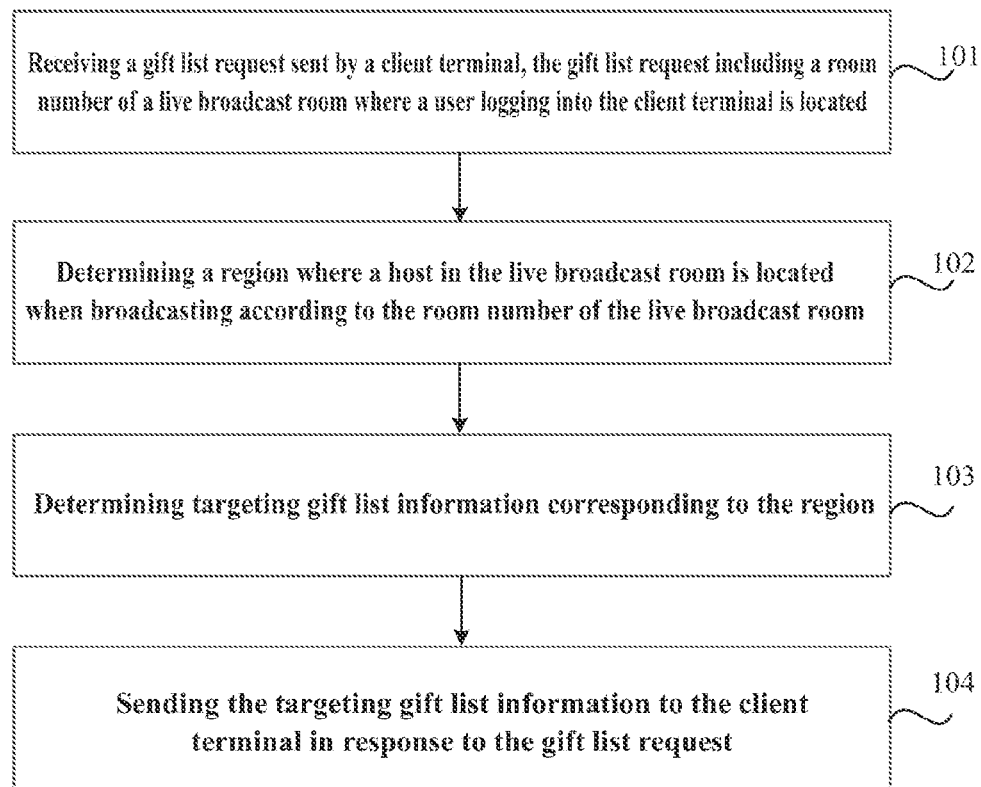 Receiving a gift list request sent by a client terminal, the gift list request including a room
number of a live broadcast room where a user logging into the client terminal is located
101
Determining a region where a host in the live broadcast room is located
when broadcasting according to the room number of the live broadcast room
102
Determining targeting gift list information corresponding to the region
103
Sending the targeting gift list information to the client
terminal in response to the gift list request
104